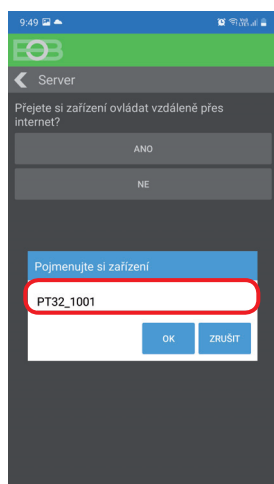 9:49
EOB
Server
Přejete si zařízení ovládat vzdáleně přes
internet?
ANO
NE
Pojmenujte si zařízení
PT32_1001
OK
ZRUŠIT